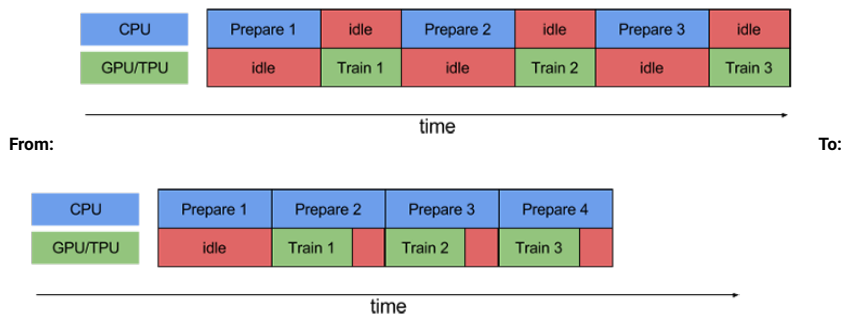 CPU Prepare 1 idle Prepare 2 idle Prepare 3 idle
GPU/TPU idle Train 1 idle Train 2 idle Train 3
time
From: To:
CPU Prepare 1 Prepare 2 Prepare 3 Prepare 4
GPU/TPU idle Train 1 Train 2 Train 3
time